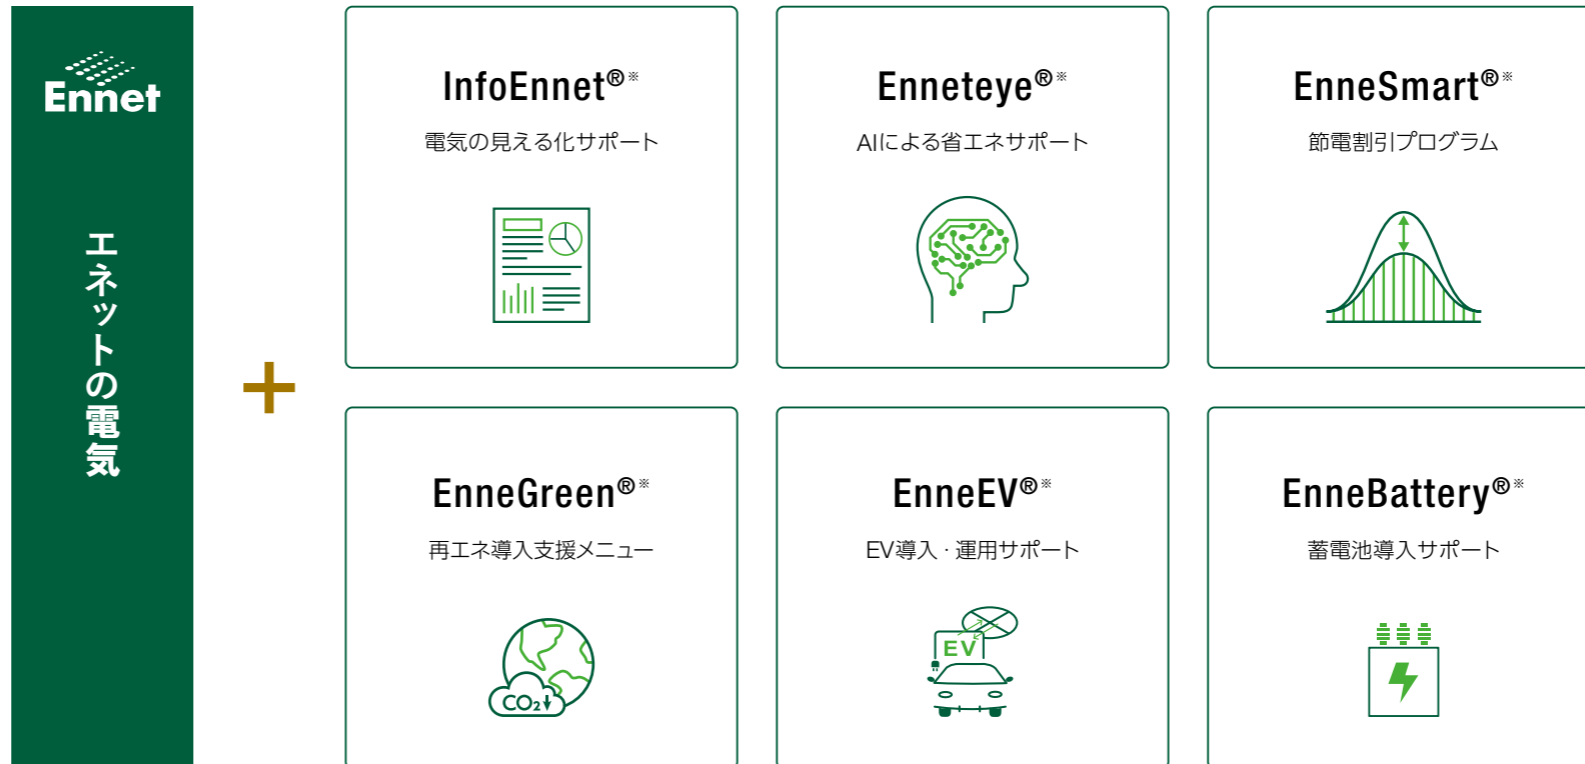 Ennet
エネットの電気
+
InfoEnnet®※
電気の見える化サポート
Enneteye®※
AIによる省エネサポート
EnneSmart®※
節電割引プログラム
EnneGreen®※
再エネ導入支援メニュー
CO₂↓
EnneEV®※
EV導入・運用サポート
EV
EnneBattery®※
蓄電池導入サポート